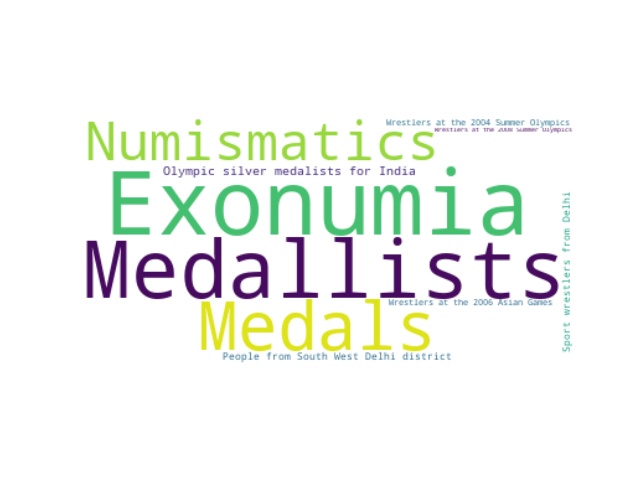 Wrestlers at the 2004 Summer Olympics
Wrestlers at the 2008 Summer Olympics
Numismatics
Olympic silver medalists for India
Exonumia
Sport wrestlers from Delhi
Medallists
Wrestlers at the 2006 Asian Games
Medals
People from South West Delhi district